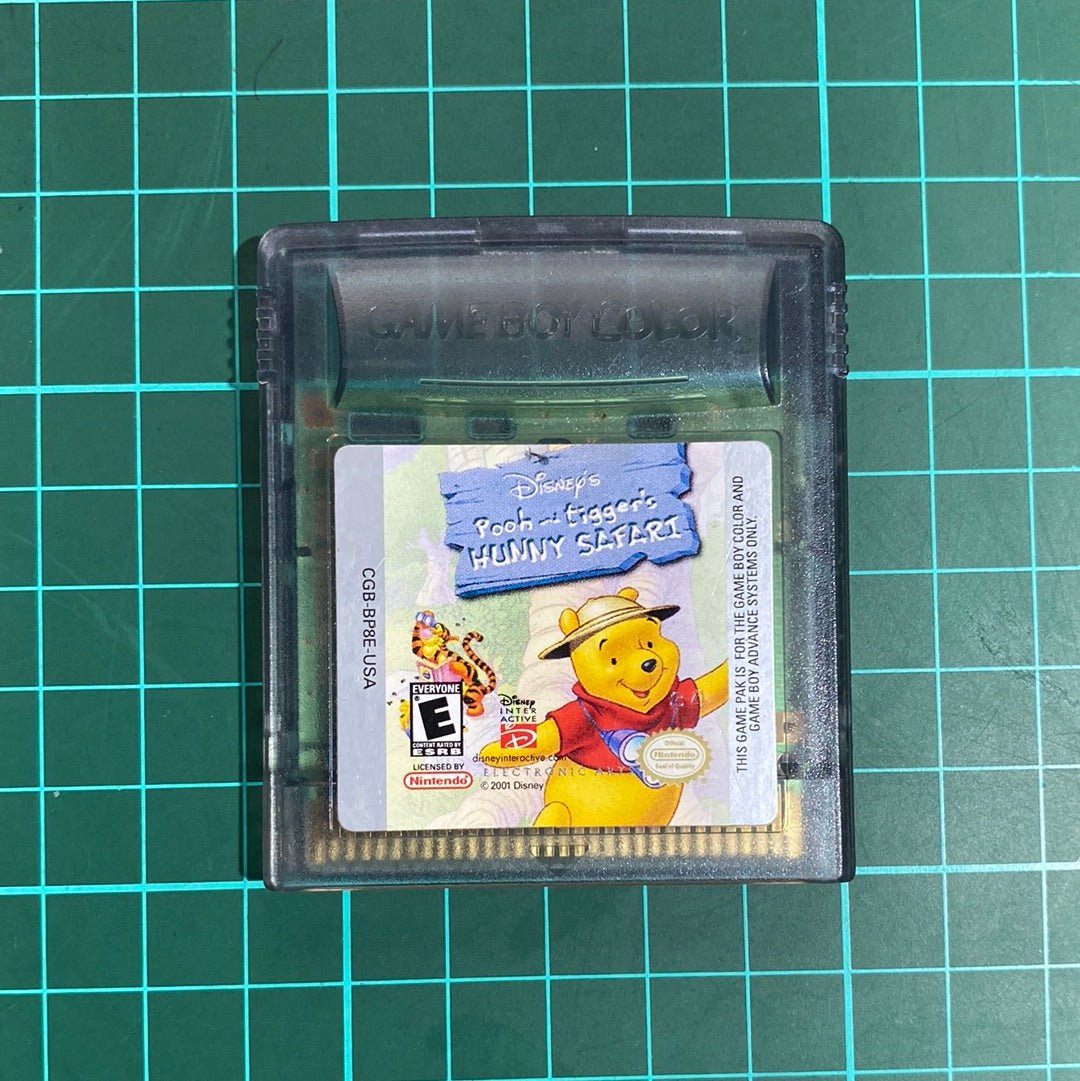 GAME BOY COLOR
Disney's
Pooh and tigger's
HUNNY SAFARI
CGB-BP8E-USA
THIS GAME PAK IS FOR THE GAME BOY COLOR AND
GAME BOY ADVANCE SYSTEMS ONLY.
EVERYONE
E
CONTENT RATED BY
ESRB
DISNEY
INTER
ACTIVE
D
disneyinteractive.com
ELECTRONIC ARTS
LICENSED BY
Nintendo
© 2001 Disney
Official
Nintendo
Seal of Quality